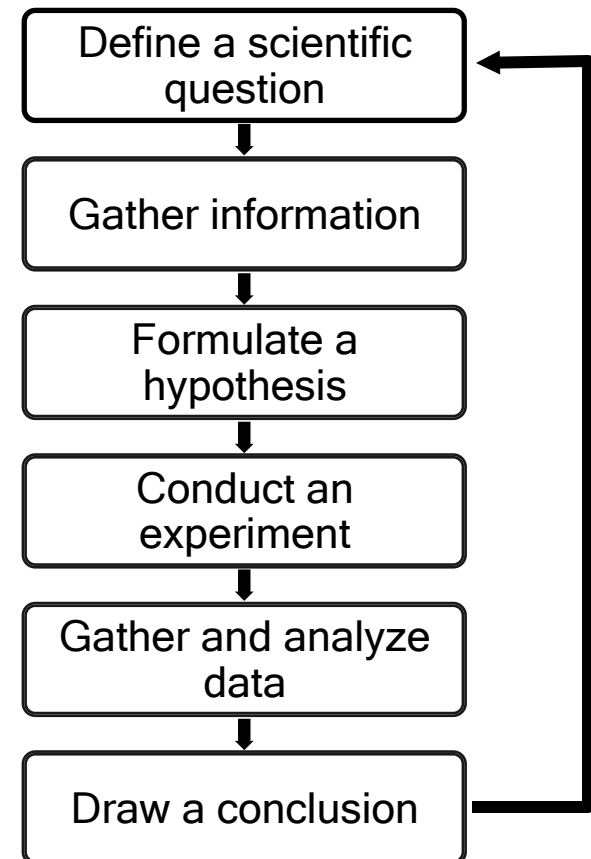 Define a scientific
question
Gather information
Formulate a
hypothesis
Conduct an
experiment
Gather and analyze
data
Draw a conclusion